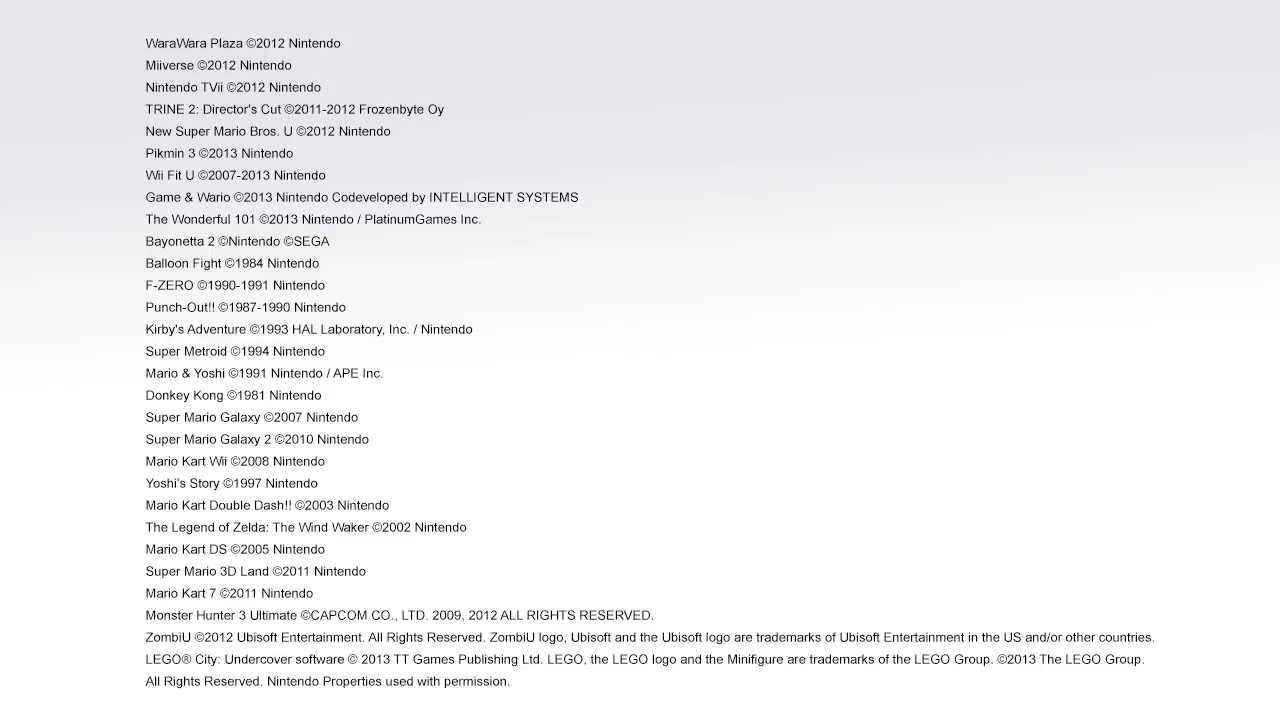 WaraWara Plaza ©2012 Nintendo
Miiverse ©2012 Nintendo
Nintendo TVii ©2012 Nintendo
TRINE 2: Director's Cut ©2011-2012 Frozenbyte Oy
New Super Mario Bros. U ©2012 Nintendo
Pikmin 3 ©2013 Nintendo
Wii Fit U ©2007-2013 Nintendo
Game & Wario ©2013 Nintendo Codeveloped by INTELLIGENT SYSTEMS
The Wonderful 101 ©2013 Nintendo / PlatinumGames Inc.
Bayonetta 2 ©Nintendo ©SEGA
Balloon Fight ©1984 Nintendo
F-ZERO ©1990-1991 Nintendo
Punch-Out!! ©1987-1990 Nintendo
Kirby's Adventure ©1993 HAL Laboratory, Inc. / Nintendo
Super Metroid ©1994 Nintendo
Mario & Yoshi ©1991 Nintendo / APE Inc.
Donkey Kong ©1981 Nintendo
Super Mario Galaxy ©2007 Nintendo
Super Mario Galaxy 2 ©2010 Nintendo
Mario Kart Wii ©2008 Nintendo
Yoshi's Story ©1997 Nintendo
Mario Kart Double Dash!! ©2003 Nintendo
The Legend of Zelda: The Wind Waker ©2002 Nintendo
Mario Kart DS ©2005 Nintendo
Super Mario 3D Land ©2011 Nintendo
Mario Kart 7 ©2011 Nintendo
Monster Hunter 3 Ultimate ©CAPCOM CO., LTD. 2009, 2012 ALL RIGHTS RESERVED.
ZombiU ©2012 Ubisoft Entertainment. All Rights Reserved. ZombiU logo, Ubisoft and the Ubisoft logo are trademarks of Ubisoft Entertainment in the US and/or other countries.
LEGO® City: Undercover software © 2013 TT Games Publishing Ltd. LEGO, the LEGO logo and the Minifigure are trademarks of the LEGO Group. ©2013 The LEGO Group.
All Rights Reserved. Nintendo Properties used with permission.